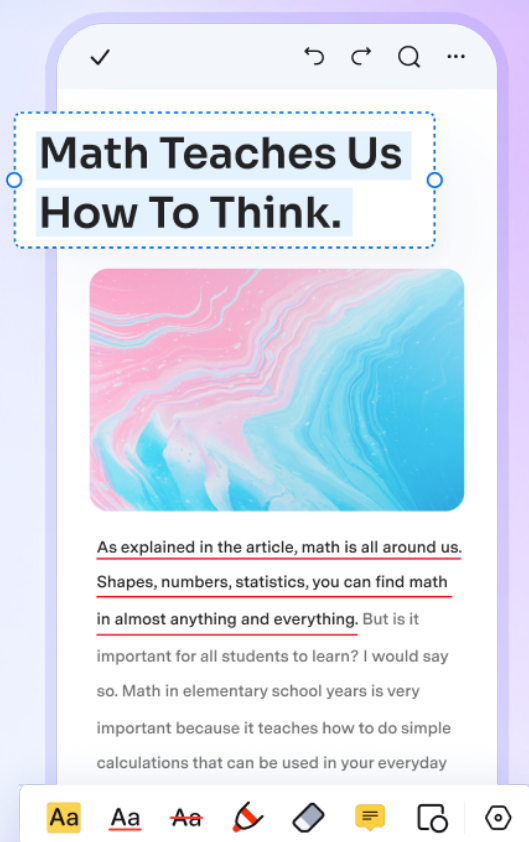 Math Teaches Us
How To Think.
As explained in the article, math is all around us.
Shapes, numbers, statistics, you can find math
in almost anything and everything. But is it
important for all students to learn? I would say
so. Math in elementary school years is very
important because it teaches how to do simple
calculations that can be used in your everyday
Aa Aa Aa